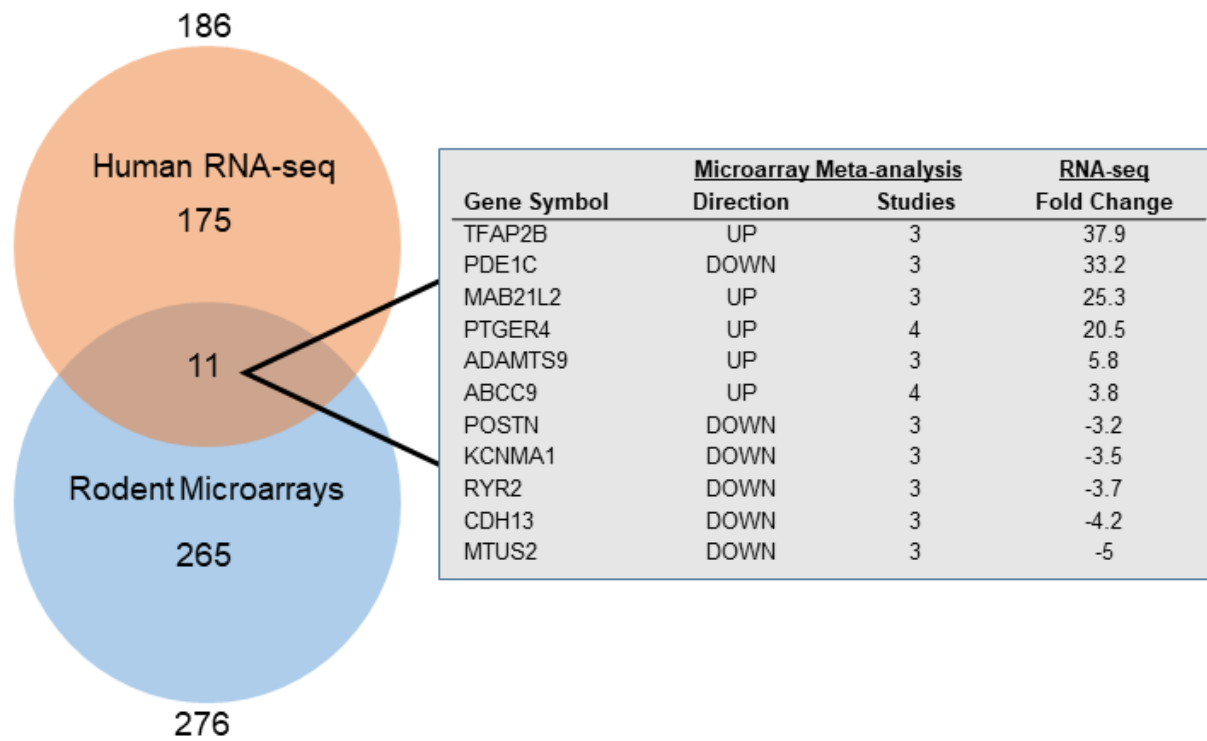 186
Human RNA-seq
175
11
Rodent Microarrays
265
276
Microarray Meta-analysis RNA-seq
Gene Symbol Direction Studies Fold Change
TFAP2B UP 3 37.9
PDE1C DOWN 3 33.2
MAB21L2 UP 3 25.3
PTGER4 UP 4 20.5
ADAMTS9 UP 3 5.8
ABCC9 UP 4 3.8
POSTN DOWN 3 -3.2
KCNMA1 DOWN 3 -3.5
RYR2 DOWN 3 -3.7
CDH13 DOWN 3 -4.2
MTUS2 DOWN 3 -5